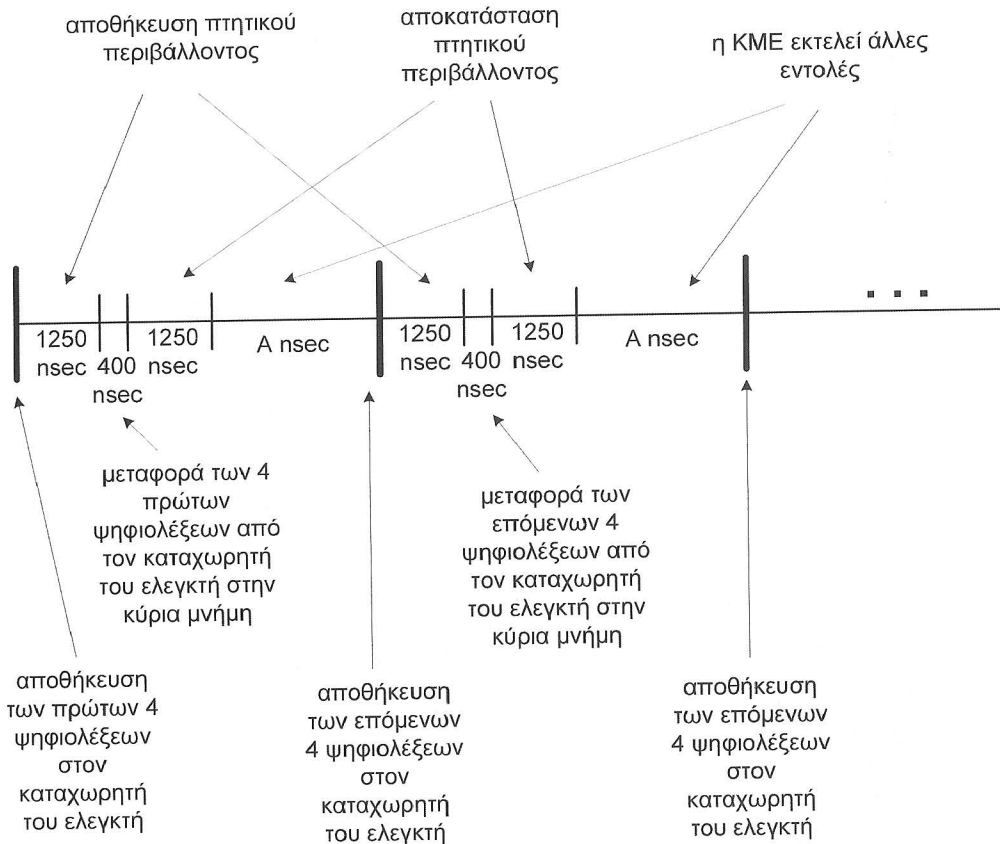 αποθήκευση πτητικού
περιβάλλοντος
αποκατάσταση
πτητικού
περιβάλλοντος
η ΚΜΕ εκτελεί άλλες
εντολές
1250
nsec
400
nsec
1250
nsec
A nsec
1250
nsec
400
nsec
1250
nsec
A nsec
μεταφορά των 4
πρώτων
ψηφιολέξεων από
τον καταχωρητή
του ελεγκτή στην
κύρια μνήμη
μεταφορά των
επόμενων 4
ψηφιολέξεων από
τον καταχωρητή
του ελεγκτή στην
κύρια μνήμη
αποθήκευση
των πρώτων 4
ψηφιολέξεων
στον
καταχωρητή
του ελεγκτή
αποθήκευση
των επόμενων
4 ψηφιολέξεων
στον
καταχωρητή
του ελεγκτή
αποθήκευση
των επόμενων
4 ψηφιολέξεων
στον
καταχωρητή
του ελεγκτή